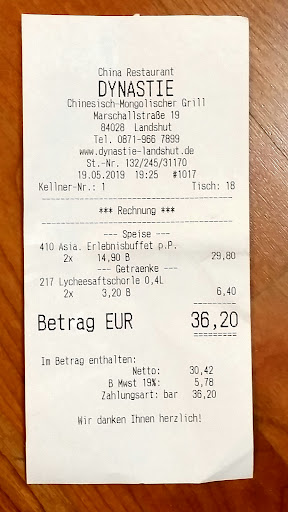 China Restaurant
DYNASTIE
Chinesisch-Mongolischer Grill
Marschallstraße 19
84028 Landshut
Tel. 0871-966 7899
www.dynastie-landshut.de
St.-Nr. 132/245/31170
19.05.2019 19:25 #1017
Kellner-Nr.: 1 Tisch: 18
*** Rechnung ***
--- Speise ---
410 Asia. Erlebnisbuffet p.P.
2x 14,90 B 29,80
--- Getraenke ---
217 Lycheesaftschorle 0,4L
2x 3,20 B 6,40
Betrag EUR 36,20
Im Betrag enthalten:
Netto: 30,42
B Mwst 19%: 5,78
Zahlungsart: bar 36,20
Wir danken Ihnen herzlich!